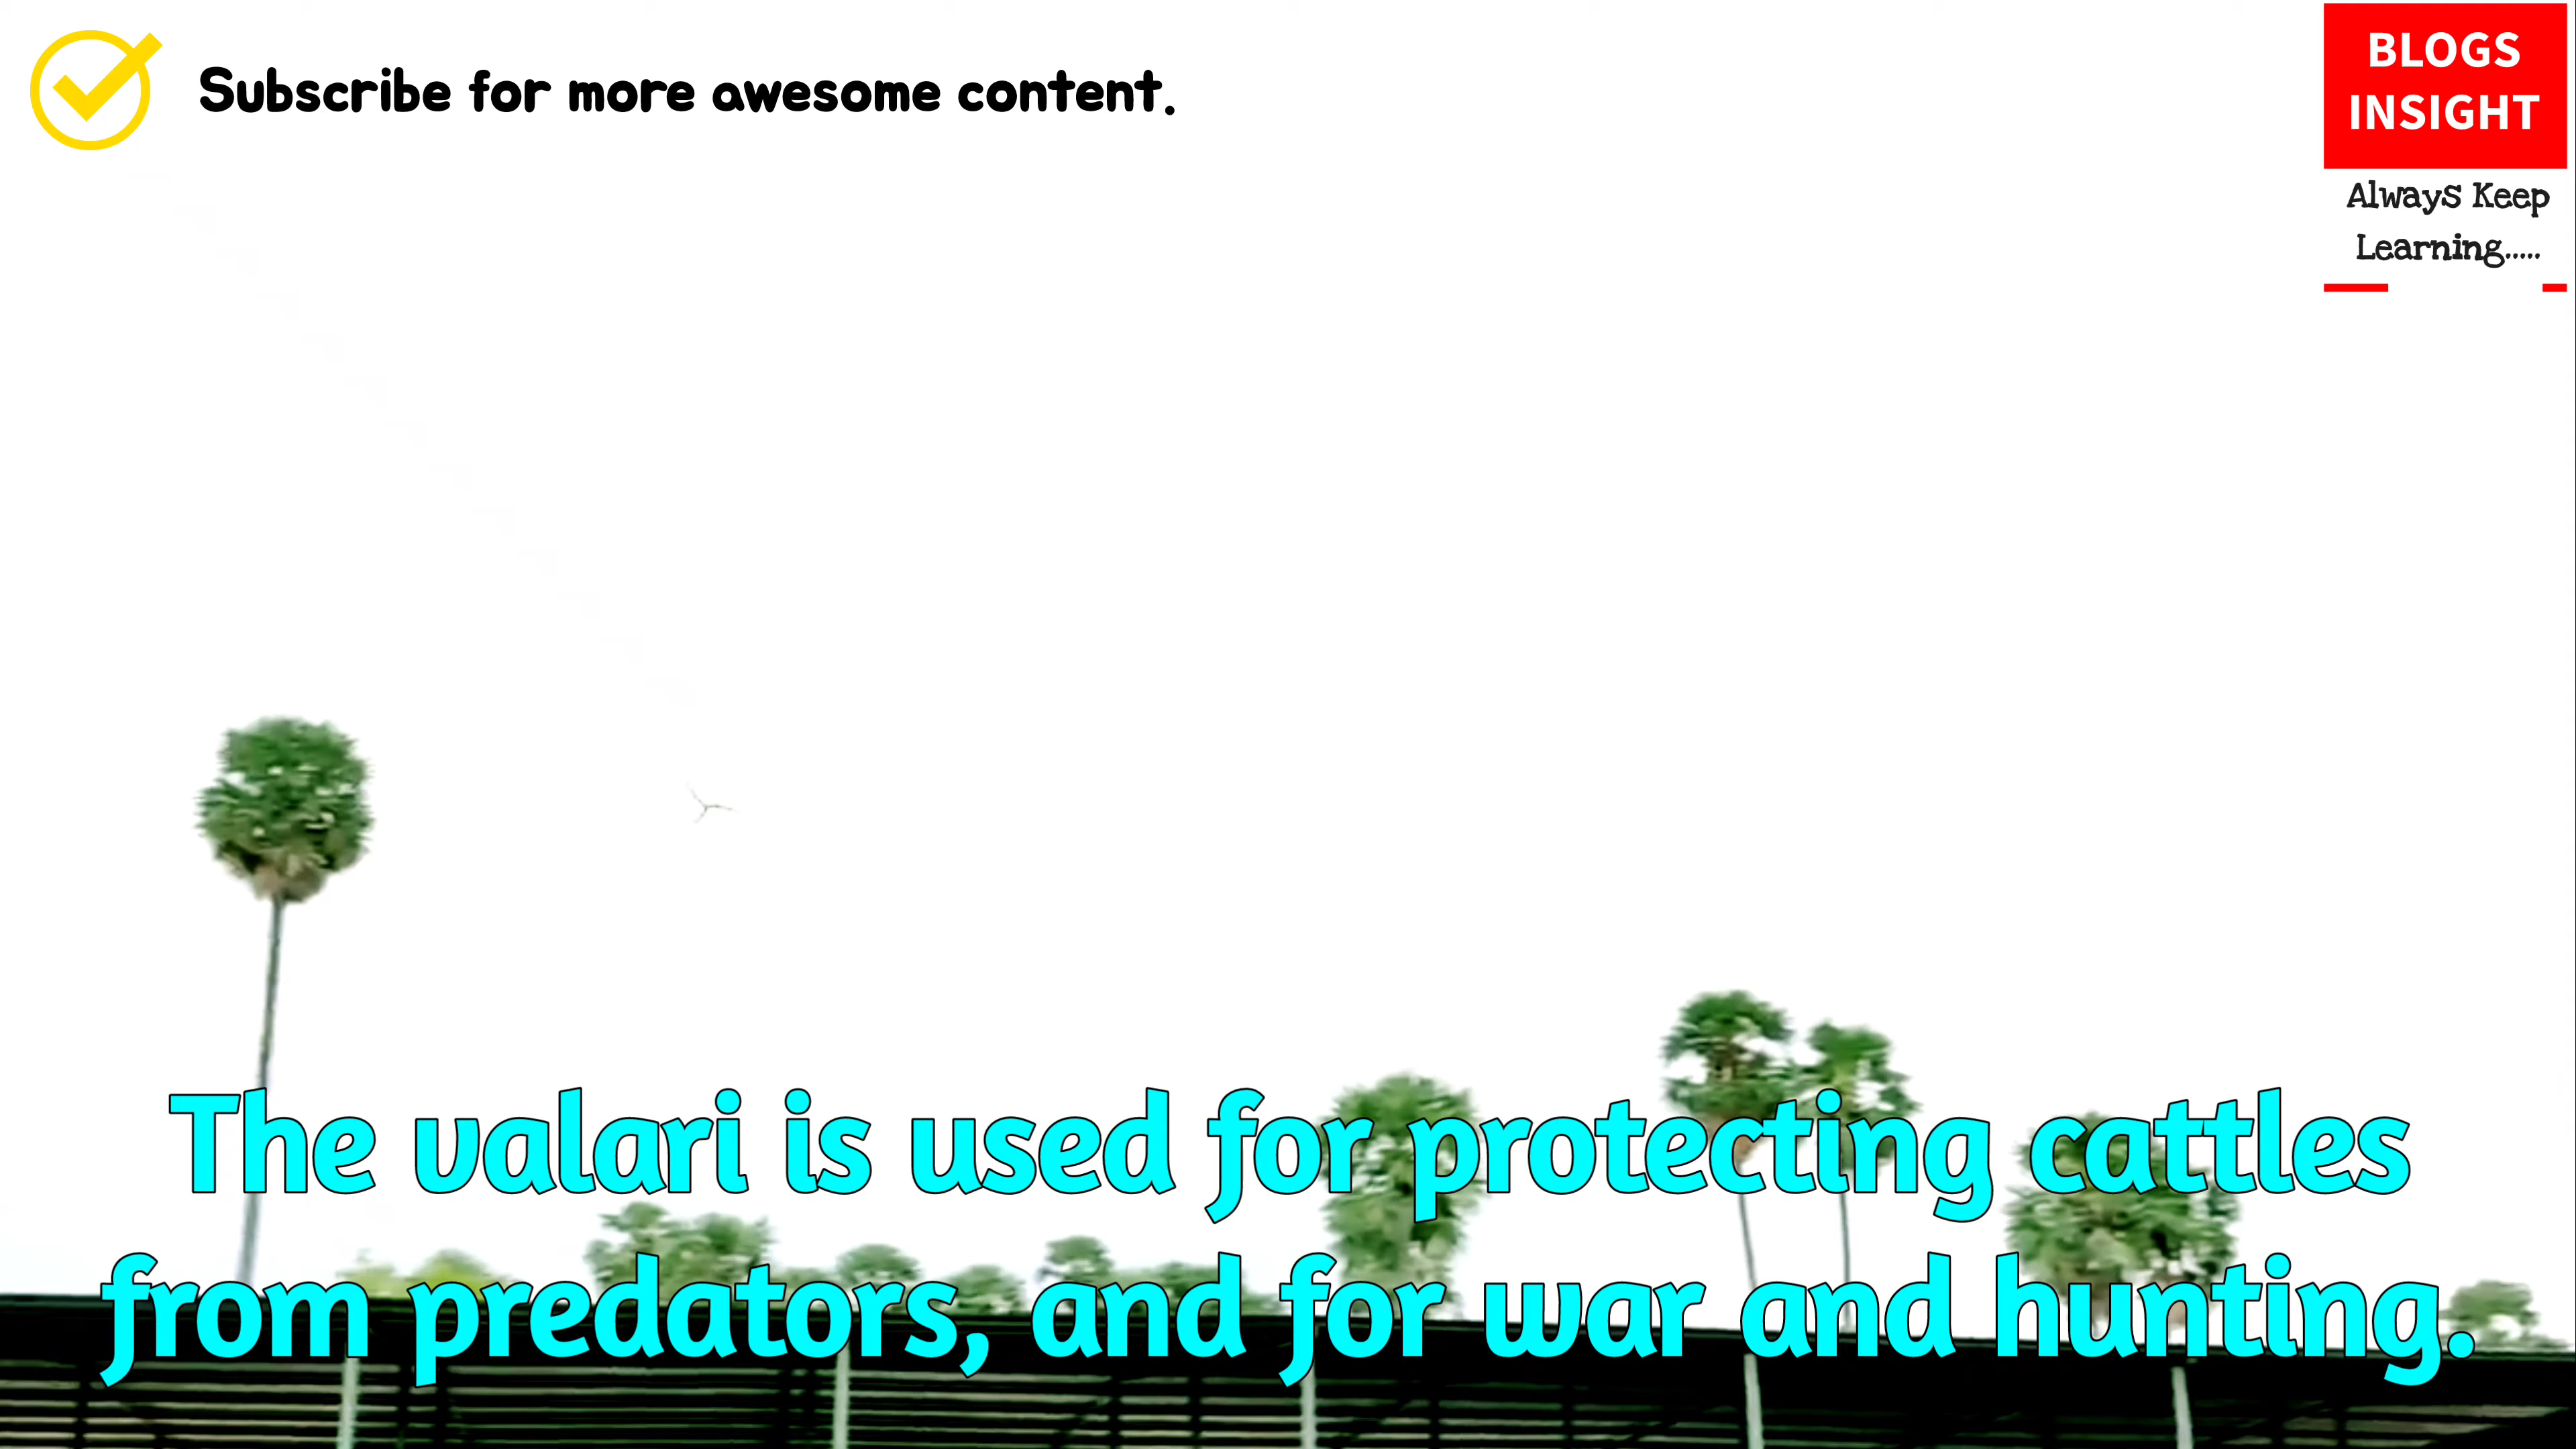 Subscribe for more awesome content.
BLOGS
INSIGHT
Always Keep
Learning.....
The valari is used for protecting cattles
from predators, and for war and hunting.